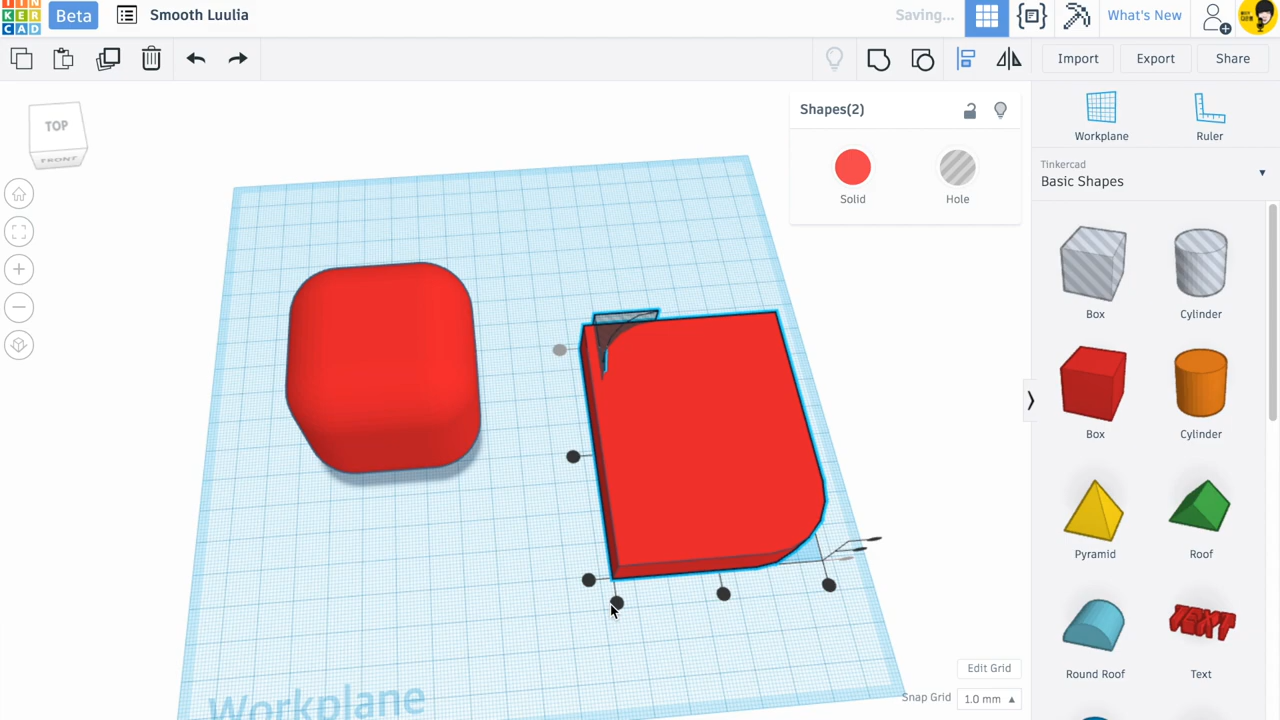 TIN
KER
CAD
Beta
Smooth Luulia
Saving...
What's New
Import
Export
Share
TOP
FRONT
Shapes(2)
Solid
Hole
Workplane
Ruler
Tinkercad
Basic Shapes
Box
Cylinder
Box
Cylinder
Pyramid
Roof
TEXT
Round Roof
Text
Workplane
Edit Grid
Snap Grid
1.0 mm